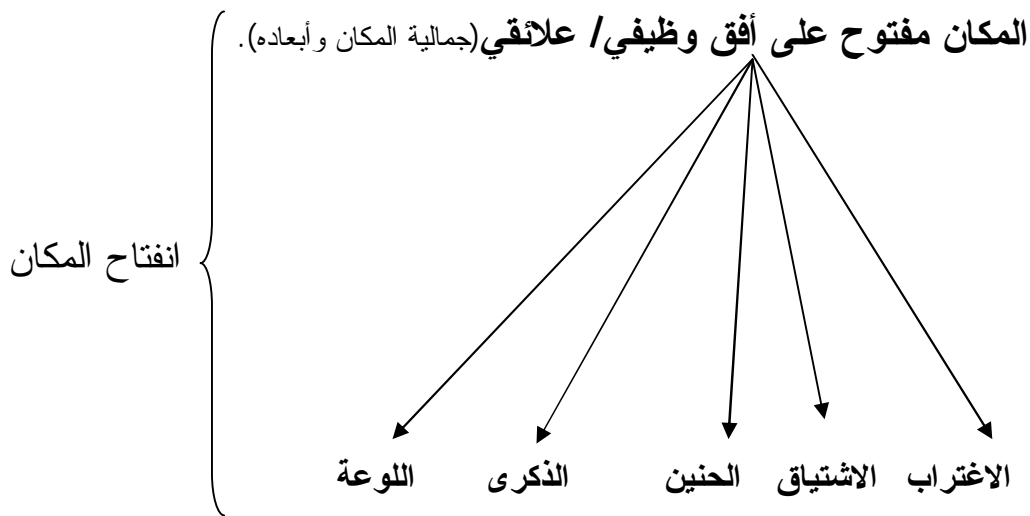 المكان مفتوح على أفق وظيفي/ علائقي(جمالية المكان وأبعاده).
انفتاح المكان
الاغتراب الاشتياق الحنين الذكرى اللوعة